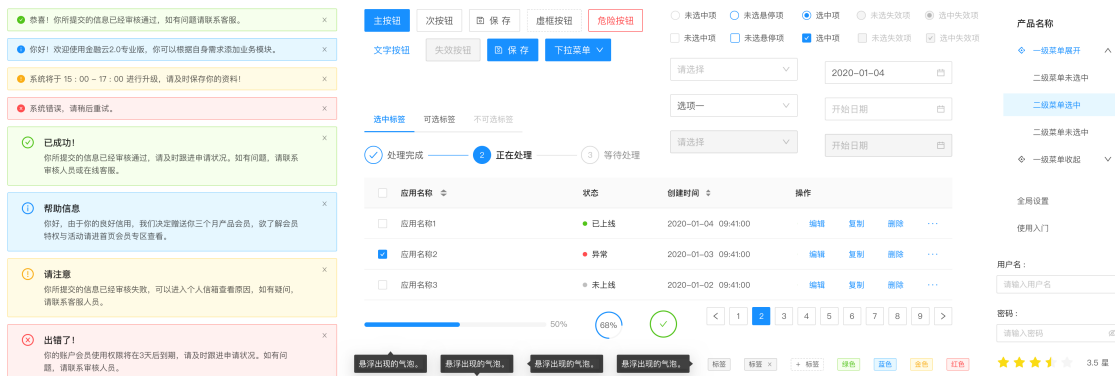 恭喜！你所提交的信息已经审核通过，如有问题请联系客服。
你好！欢迎使用金融云2.0专业版，你可以根据自身需求添加业务模块。
系统将于 15：00 – 17：00 进行升级，请及时保存你的资料！
系统错误，请稍后重试。
已成功！
你所提交的信息已经审核通过，请及时跟进申请状况。如有问题，请联系
审核人员或在线客服。
帮助信息
你好，由于你的良好信用，我们决定赠送你三个月产品会员，欲了解会员
特权与活动请进首页会员专区查看。
请注意
你所提交的信息已经审核失败，可以进入个人信箱查看原因，如有疑问，
请联系客服人员。
出错了！
你的账户会员使用权限将在3天后到期，请及时跟进申请状况。如有问
题，请联系审核人员。
主按钮 次按钮 保 存 虚框按钮 危险按钮
文字按钮 失效按钮 保 存 下拉菜单
选中标签 可选标签 不可选标签
处理完成 2 正在处理 3 等待处理
未选中项 未选悬停项 选中项 未选失效项 选中失效项
未选中项 未选悬停项 选中项 未选失效项 选中失效项
请选择 2020–01–04
选项一 开始日期
请选择 开始日期
应用名称 状态 创建时间 操作
应用名称1 已上线 2020–01–04 09:41:00 编辑 复制 删除 ···
应用名称2 异常 2020–01–03 09:41:00 编辑 复制 删除 ···
应用名称3 未上线 2020–01–02 09:41:00 编辑 复制 删除 ···
50% 68% < 1 2 3 4 5 6 7 8 9 >
悬浮出现的气泡。 悬浮出现的气泡。 悬浮出现的气泡。 悬浮出现的气泡。
标签 标签 × + 标签 绿色 蓝色 金色 红色
产品名称
一级菜单展开
二级菜单未选中
二级菜单选中
二级菜单未选中
一级菜单收起
全局设置
使用入门
用户名：
请输入用户名
密码：
请输入密码
3.5 星